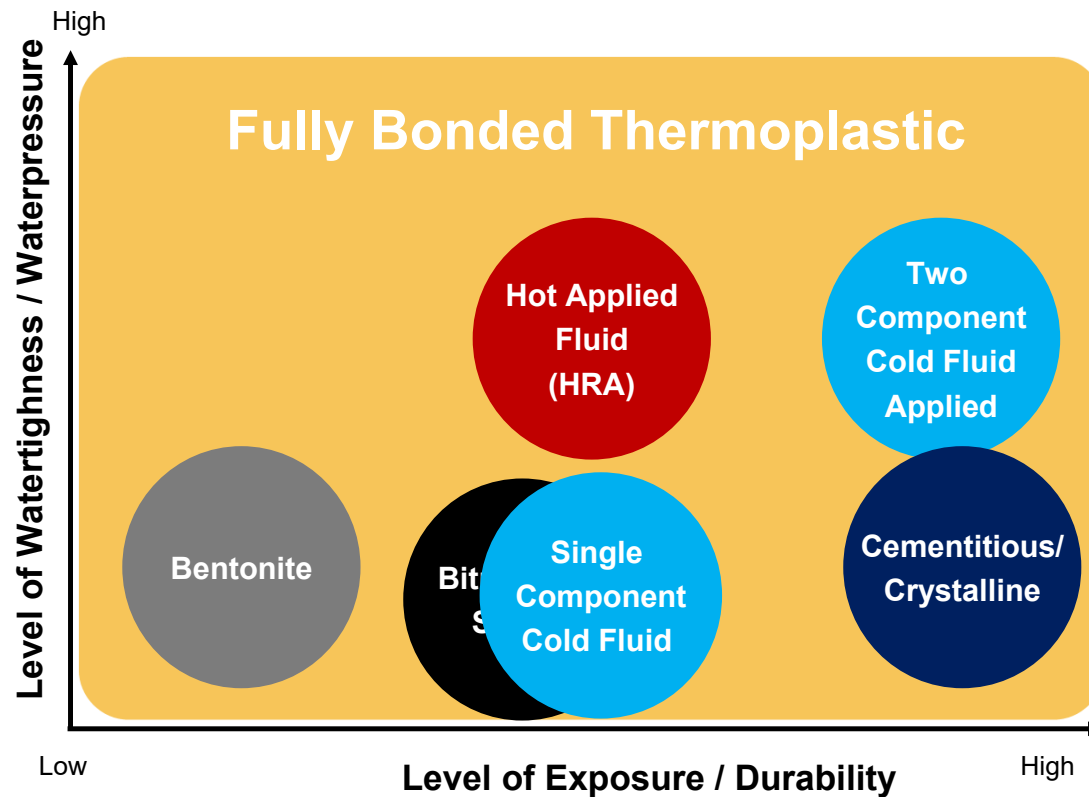 High
Level of Watertighness / Waterpressure
Fully Bonded Thermoplastic
Hot Applied
Fluid
(HRA)
Two
Component
Cold Fluid
Applied
Bentonite
Single
Component
Cold Fluid
Cementitious/
Crystalline
Low
Level of Exposure / Durability
High